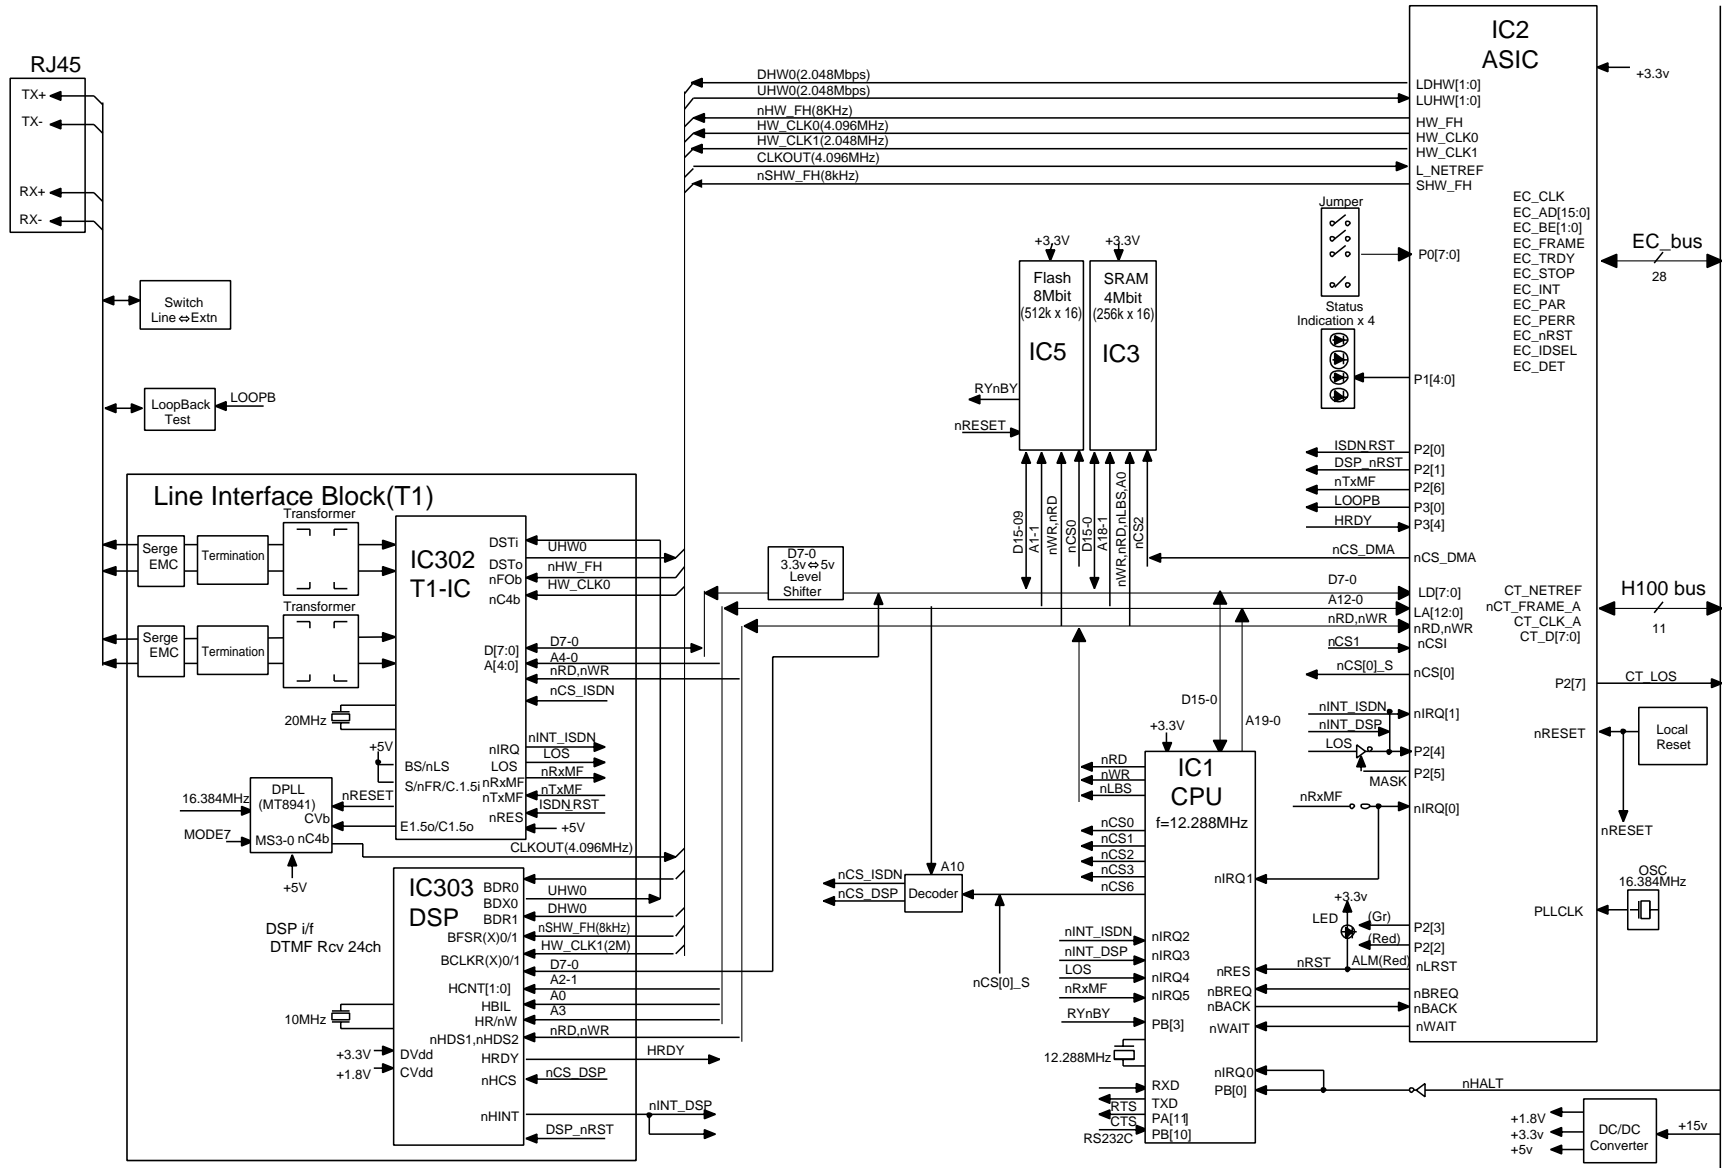 RJ45
TX+
TX-
RX+
RX-
Switch
Line⇔Extn
LoopBack
Test
LOOPB
DHW0(2.048Mbps)
UHW0(2.048Mbps)
nHW_FH(8KHz)
HW_CLK0(4.096MHz)
HW_CLK1(2.048MHz)
CLKOUT(4.096MHz)
nSHW_FH(8kHz)
IC2
ASIC
+3.3v
LDHW[1:0]
LUHW[1:0]
HW_FH
HW_CLK0
HW_CLK1
L_NETREF
SHW_FH
EC_CLK
EC_AD[15:0]
EC_BE[1:0]
EC_FRAME
EC_TRDY
EC_STOP
EC_INT
EC_PAR
EC_PERR
EC_nRST
EC_IDSEL
EC_DET
EC_bus
28
Jumper
P0[7:0]
Status
Indication x 4
P1[4:0]
+3.3V
+3.3V
Flash
8Mbit
(512k x 16)
IC5
SRAM
4Mbit
(256k x 16)
IC3
RYnBY
nRESET
D15-09
A1-1
nWR,nRD
nCS0
D15-0
A18-1
nWR,nRD,nLBS,A0
nCS2
ISDN_RST
DSP_nRST
nTxMF
LOOPB
HRDY
P2[0]
P2[1]
P2[6]
P3[0]
P3[4]
nCS_DMA
nCS_DMA
D7-0
A12-0
nRD,nWR
nCS1
nCS[0]_S
LD[7:0]
LA[12:0]
nRD,nWR
nCSI
nCS[0]
CT_NETREF
nCT_FRAME_A
CT_CLK_A
CT_D[7:0]
H100 bus
11
P2[7]
CT_LOS
nINT_ISDN
nINT_DSP
LOS
MASK
nRxMF
nIRQ[1]
P2[4]
P2[5]
nIRQ[0]
nRESET
Local
Reset
nRESET
OSC
16.384MHz
PLLCLK
Line Interface Block(T1)
Transformer
Serge
EMC
Termination
Transformer
Serge
EMC
Termination
IC302
T1-IC
DSTi
DSTo
nFOb
nC4b
UHW0
nHW_FH
HW_CLK0
D7-0
3.3v⇔5v
Level
Shifter
D[7:0]
A[4:0]
D7-0
A4-0
nRD,nWR
nCS_ISDN
20MHz
+5V
BS/nLS
S/nFR/C.1.5i
nIRQ
LOS
nRxMF
nTxMF
nRES
nINT_ISDN
LOS
nRxMF
nTxMF
ISDN_RST
+5V
E1.5o/C1.5o
16.384MHz
MODE7
DPLL
(MT8941)
CVb
MS3-0 nC4b
nRESET
+5V
CLKOUT(4.096MHz)
IC303
DSP
DSP i/f
DTMF Rcv 24ch
BDR0
BDX0
BDR1
BFSR(X)0/1
BCLKR(X)0/1
UHW0
DHW0
nSHW_FH(8kHz)
HW_CLK1(2M)
D7-0
A2-1
A0
A3
nRD,nWR
HCNT[1:0]
HBIL
HR/nW
nHDS1,nHDS2
HRDY
nHCS
nHINT
10MHz
+3.3V
+1.8V
DVdd
CVdd
HRDY
nCS_DSP
nINT_DSP
DSP_nRST
D15-0
A19-0
+3.3V
IC1
CPU
f=12.288MHz
nRD
nWR
nLBS
nCS0
nCS1
nCS2
nCS3
nCS6
A10
Decoder
nCS_ISDN
nCS_DSP
nCS[0]_S
nINT_ISDN
nINT_DSP
LOS
nRxMF
RYnBY
nIRQ2
nIRQ3
nIRQ4
nIRQ5
PB[3]
12.288MHz
RXD
TXD
PA[11]
PB[10]
RTS
CTS
RS232C
nIRQ1
nRES
nBREQ
nBACK
nWAIT
nIRQ0
PB[0]
+3.3v
LED
(Gr)
(Red)
ALM(Red)
nRST
P2[3]
P2[2]
nLRST
nBREQ
nBACK
nWAIT
nHALT
+1.8V
+3.3v
+5v
DC/DC
Converter
+15v